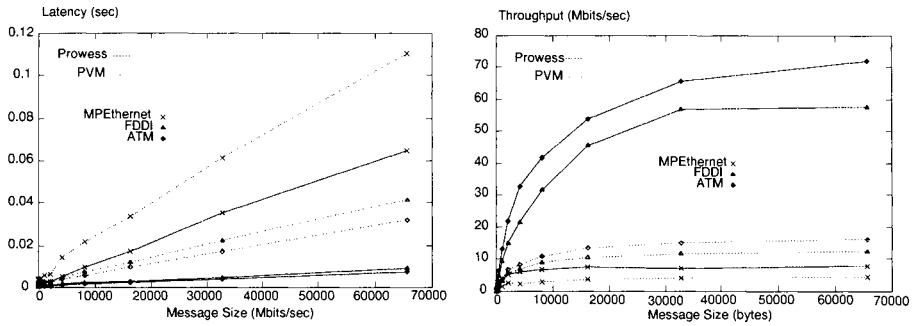 Latency (sec)
0.12
0.1
0.08
0.06
0.04
0.02
0
Prowess
PVM
MPEthernet
FDDI
ATM
0 10000 20000 30000 40000 50000 60000 70000
Message Size (Mbits/sec)
Throughput (Mbits/sec)
80
70
60
50
40
30
20
10
0
Prowess
PVM
MPEthernet
FDDI
ATM
0 10000 20000 30000 40000 50000 60000 70000
Message Size (bytes)